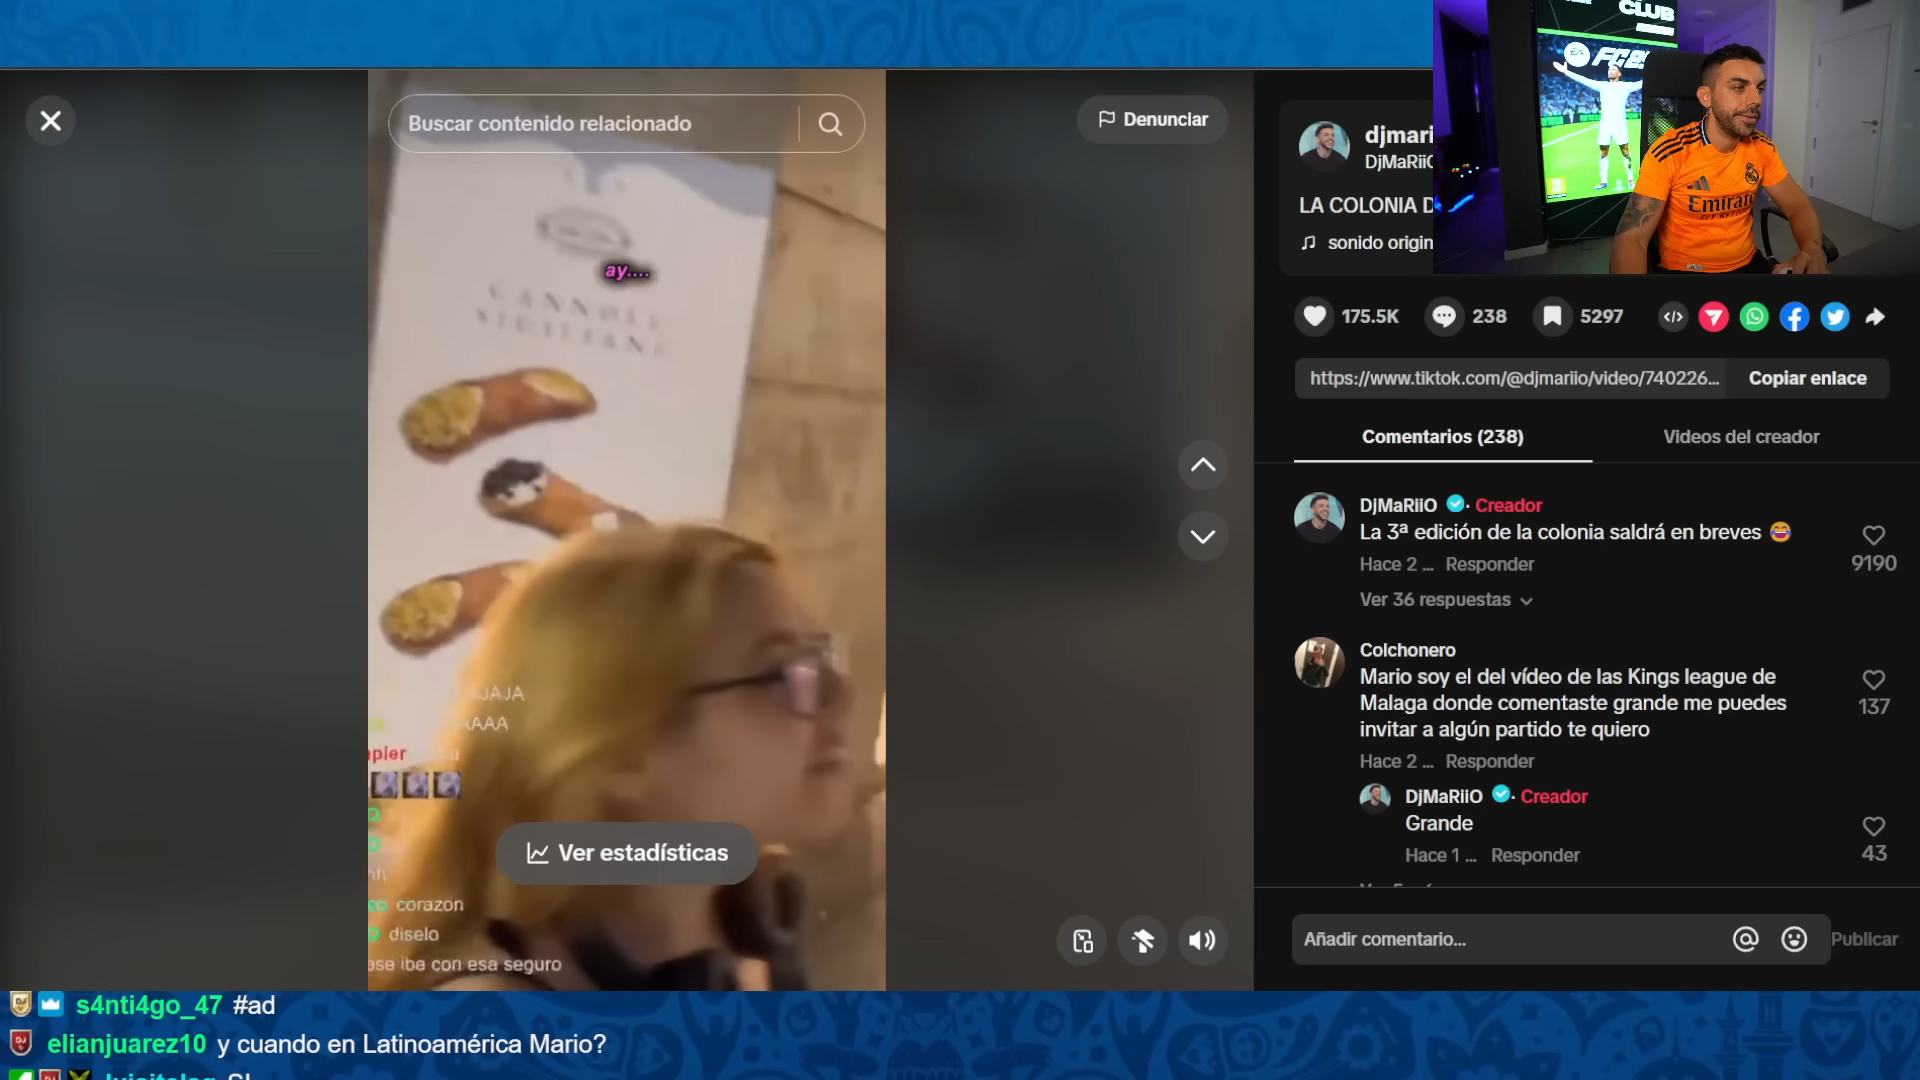 Buscar contenido relacionado
Denunciar
ay....
CANNOLI
SICILIANI
JAJA
AAAA
corazon
diselo
iba con esa seguro
Ver estadísticas
CLUB
EA
FC25
Emirates
djmari
DjMaRiiO
LA COLONIA D
sonido origin
175.5K
238
5297
https://www.tiktok.com/@djmariio/video/740226...
Copiar enlace
Comentarios (238)
Videos del creador
DjMaRiiO · Creador
La 3ª edición de la colonia saldrá en breves 😂
9190
Hace 2 ... Responder
Ver 36 respuestas
Colchonero
Mario soy el del vídeo de las Kings league de
Malaga donde comentaste grande me puedes
invitar a algún partido te quiero
137
Hace 2 ... Responder
DjMaRiiO · Creador
Grande
43
Hace 1 ... Responder
Añadir comentario...
Publicar
s4nti4go_47 #ad
elianjuarez10 y cuando en Latinoamérica Mario?